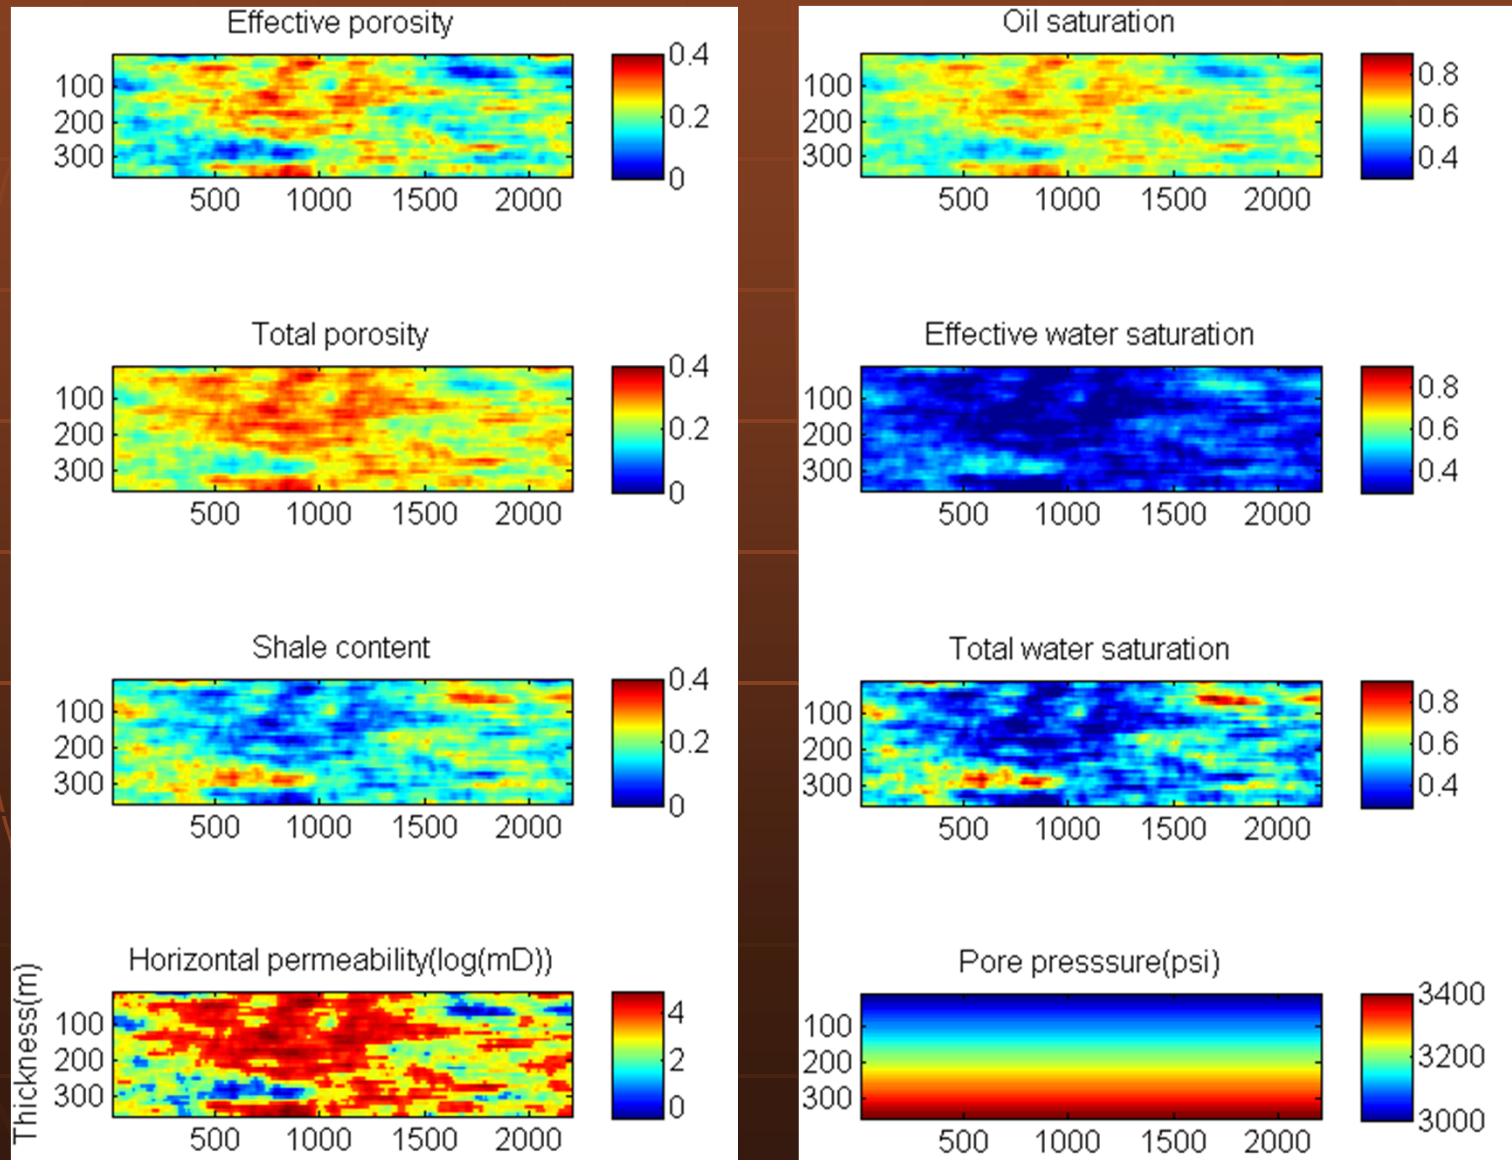 Effective porosity
100
200
300
500 1000 1500 2000
0.4
0.2
0
Total porosity
100
200
300
500 1000 1500 2000
0.4
0.2
0
Shale content
100
200
300
500 1000 1500 2000
0.4
0.2
0
Horizontal permeability(log(mD))
Thickness(m)
100
200
300
500 1000 1500 2000
4
2
0
Oil saturation
100
200
300
500 1000 1500 2000
0.8
0.6
0.4
Effective water saturation
100
200
300
500 1000 1500 2000
0.8
0.6
0.4
Total water saturation
100
200
300
500 1000 1500 2000
0.8
0.6
0.4
Pore presssure(psi)
100
200
300
500 1000 1500 2000
3400
3200
3000